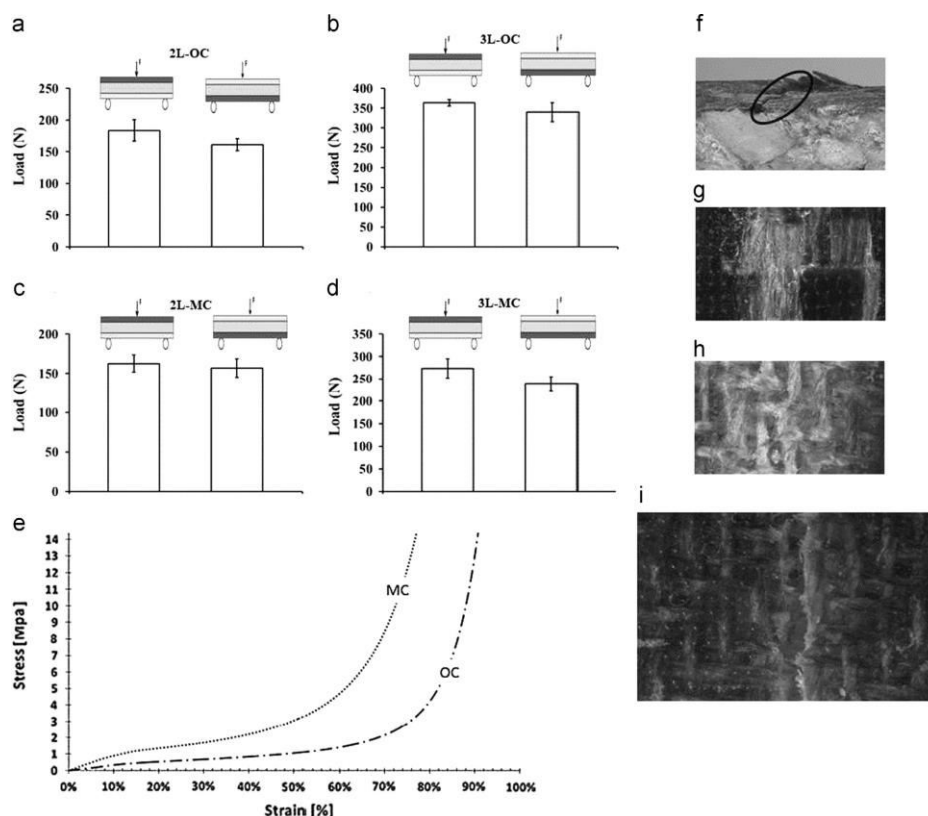 a
2L-OC
F
F
Load (N)
250
200
150
100
50
0
b
3L-OC
F
F
Load (N)
400
350
300
250
200
150
100
50
0
c
2L-MC
F
F
Load (N)
200
150
100
50
0
d
3L-MC
F
F
Load (N)
350
300
250
200
150
100
50
0
e
Stress [Mpa]
14
13
12
11
10
9
8
7
6
5
4
3
2
1
0
MC
OC
0% 10% 20% 30% 40% 50% 60% 70% 80% 90% 100%
Strain [%]
f
g
h
i